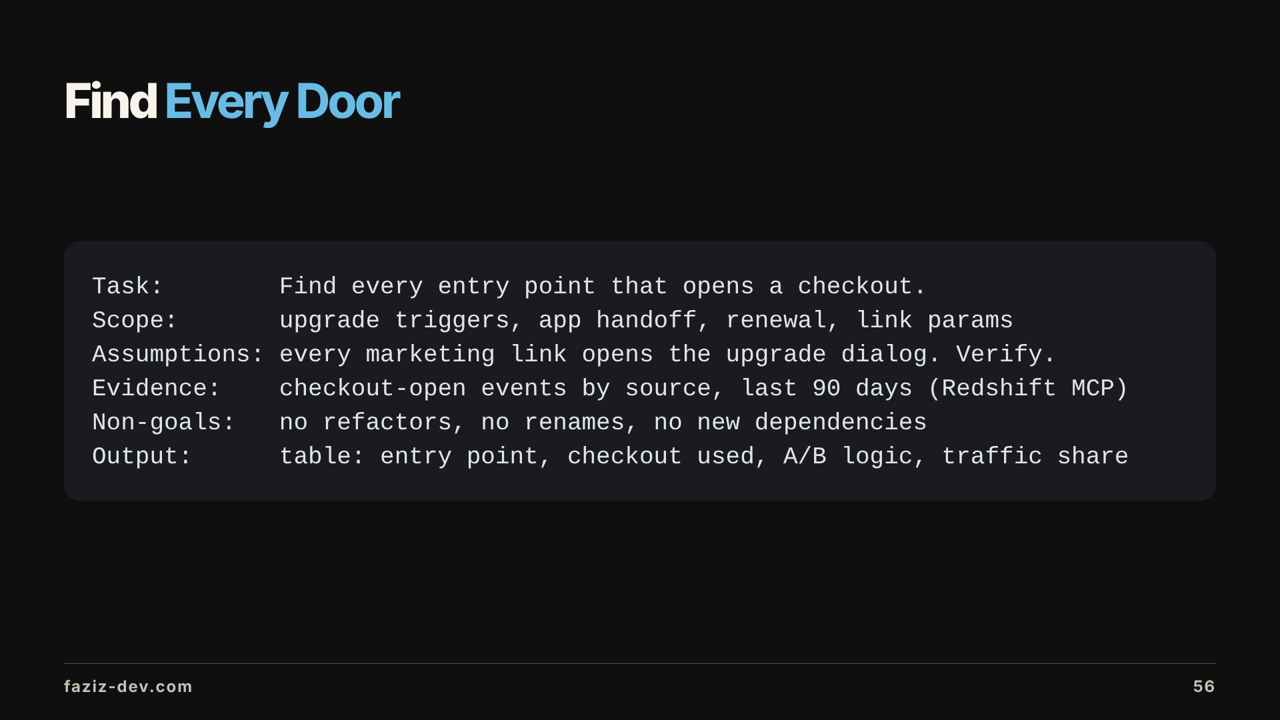 Find Every Door
Task:        Find every entry point that opens a checkout.
Scope:       upgrade triggers, app handoff, renewal, link params
Assumptions: every marketing link opens the upgrade dialog. Verify.
Evidence:    checkout-open events by source, last 90 days (Redshift MCP)
Non-goals:   no refactors, no renames, no new dependencies
Output:      table: entry point, checkout used, A/B logic, traffic share
faziz-dev.com
56